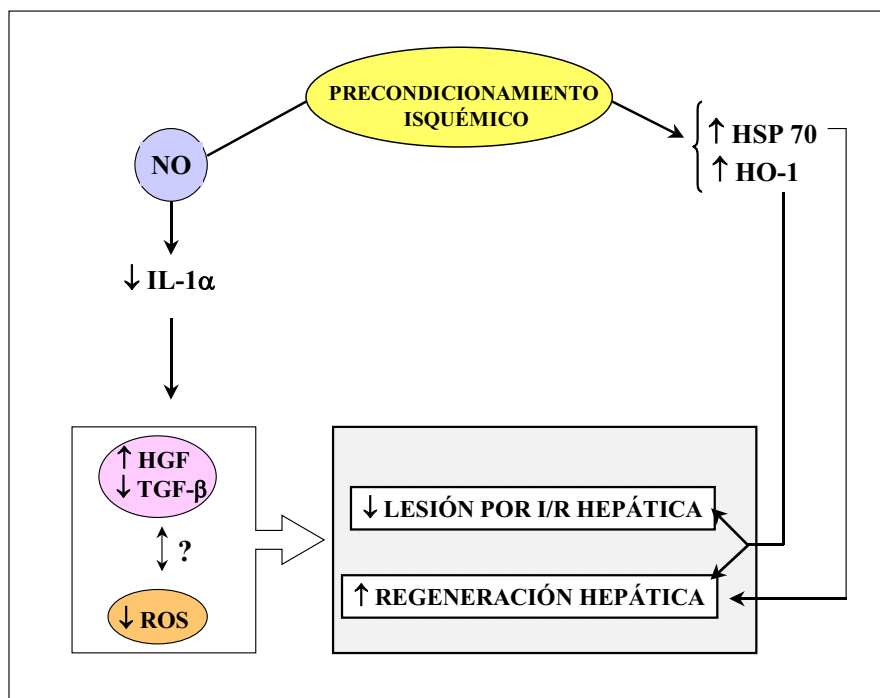 PRECONDICIONAMIENTO
ISQUÉMICO
NO
↑ HSP 70
↑ HO-1
↓ IL-1α
↑ HGF
↓ TGF-β
?
↓ ROS
↓ LESIÓN POR I/R HEPÁTICA
↑ REGENERACIÓN HEPÁTICA